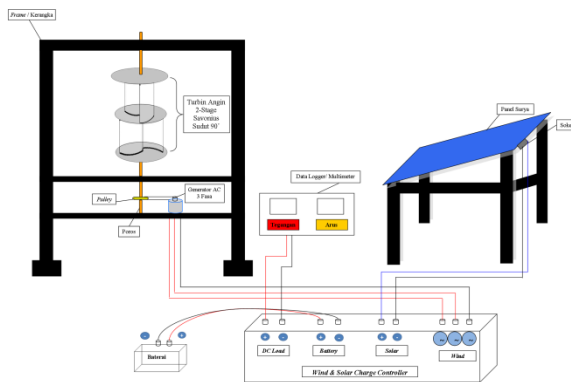 Frame / Kerangka
Turbin Angin
2-Stage
Savonius
Sudut 90°
Panel Surya
Solar
Data Logger/ Multimeter
Generator AC
3 Fasa
Pulley
Tegangan
Arus
Poros
Baterai
DC Load
Battery
Solar
Wind
Wind & Solar Charge Controller